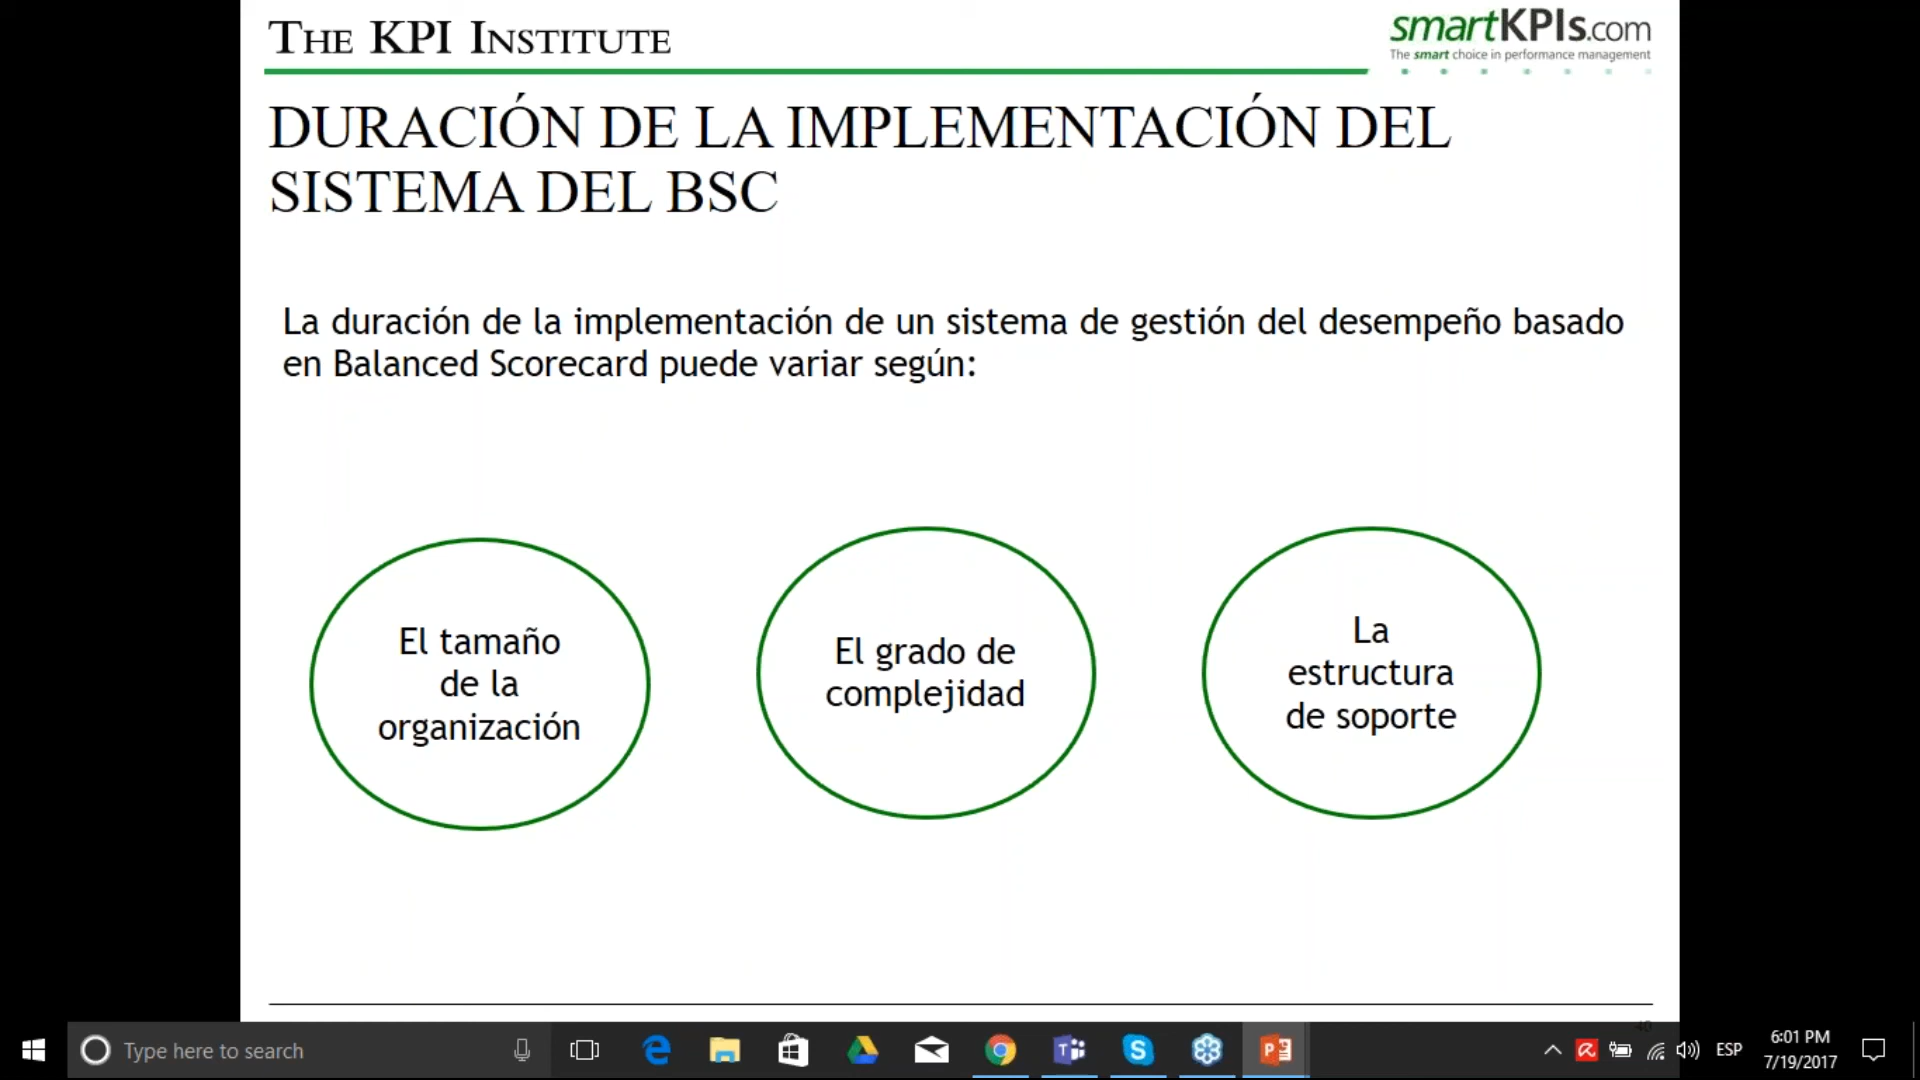 THE KPI INSTITUTE
smartKPIs.com
The smart choice in performance management
DURACIÓN DE LA IMPLEMENTACIÓN DEL
SISTEMA DEL BSC
La duración de la implementación de un sistema de gestión del desempeño basado
en Balanced Scorecard puede variar según:
El tamaño
de la
organización
El grado de
complejidad
La
estructura
de soporte
40
Type here to search
ESP
6:01 PM
7/19/2017